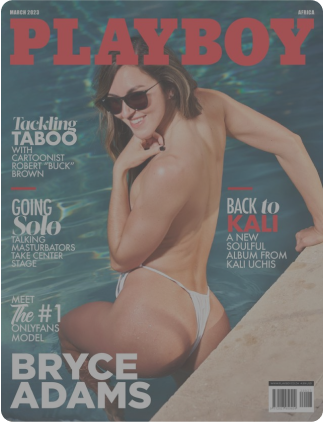 MARCH 2023
AFRICA
PLAYBOY
Tackling
TABOO
WITH
CARTOONIST
ROBERT "BUCK"
BROWN
GOING
Solo
TALKING
MASTURBATORS
TAKE CENTER
STAGE
BACK to
KALI
A NEW
SOULFUL
ALBUM FROM
KALI UCHIS
MEET
The #1
ONLYFANS
MODEL
BRYCE
ADAMS